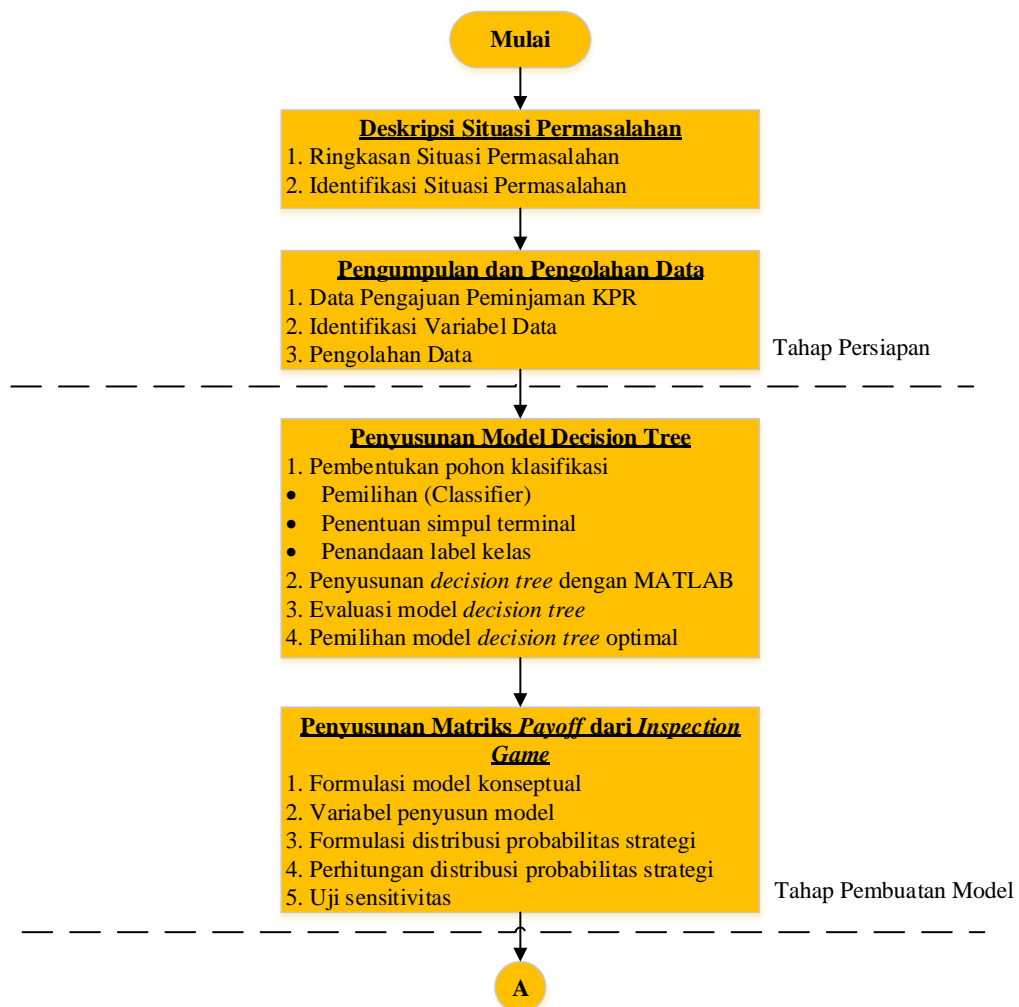 Mulai
Deskripsi Situasi Permasalahan
1. Ringkasan Situasi Permasalahan
2. Identifikasi Situasi Permasalahan
Pengumpulan dan Pengolahan Data
1. Data Pengajuan Peminjaman KPR
2. Identifikasi Variabel Data
3. Pengolahan Data
Tahap Persiapan
Penyusunan Model Decision Tree
1. Pembentukan pohon klasifikasi
• Pemilihan (Classifier)
• Penentuan simpul terminal
• Penandaan label kelas
2. Penyusunan decision tree dengan MATLAB
3. Evaluasi model decision tree
4. Pemilihan model decision tree optimal
Penyusunan Matriks Payoff dari Inspection
Game
1. Formulasi model konseptual
2. Variabel penyusun model
3. Formulasi distribusi probabilitas strategi
4. Perhitungan distribusi probabilitas strategi
5. Uji sensitivitas
Tahap Pembuatan Model
A